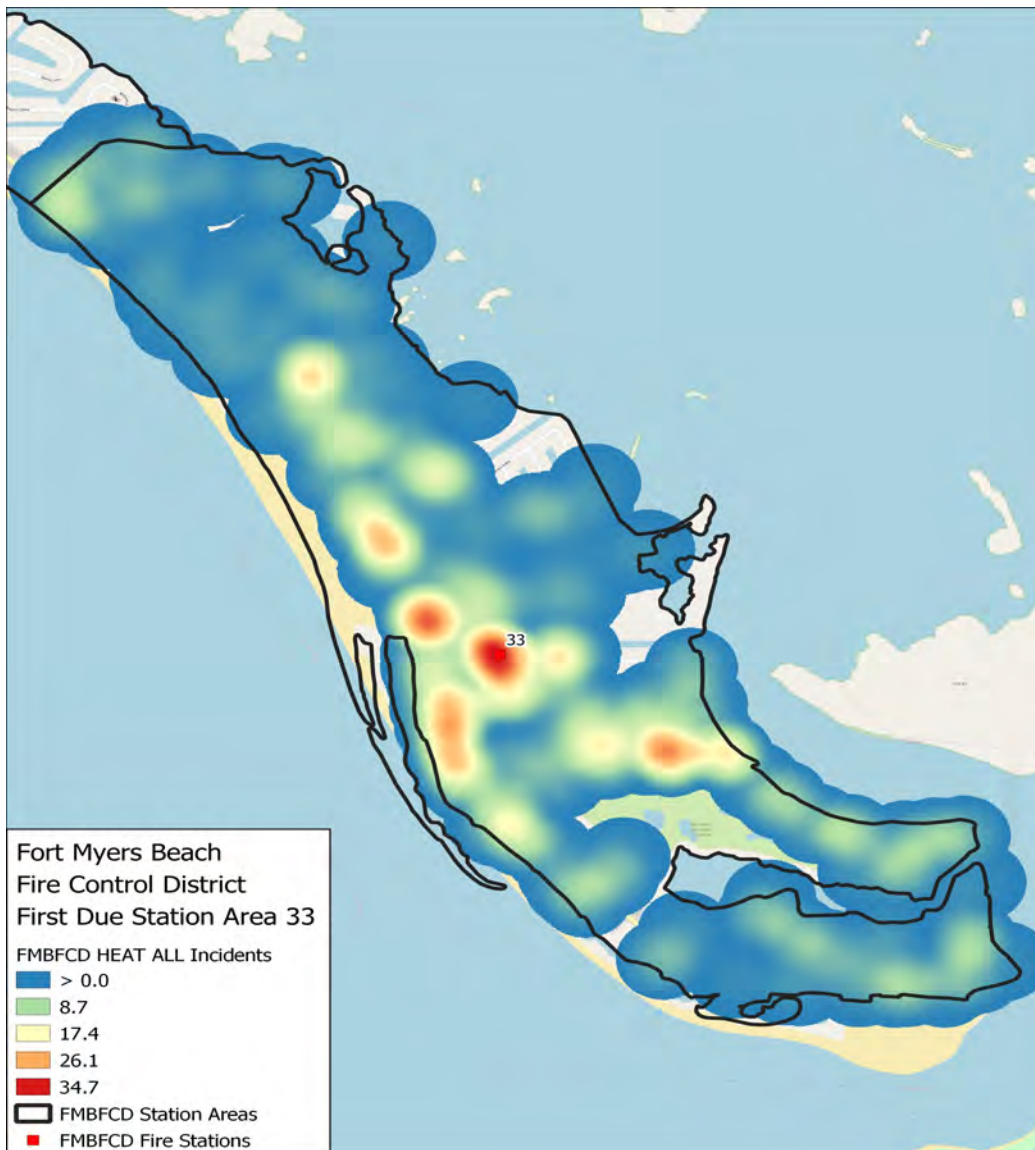 33
Fort Myers Beach
Fire Control District
First Due Station Area 33
FMBFCD HEAT ALL Incidents
> 0.0
8.7
17.4
26.1
34.7
FMBFCD Station Areas
FMBFCD Fire Stations